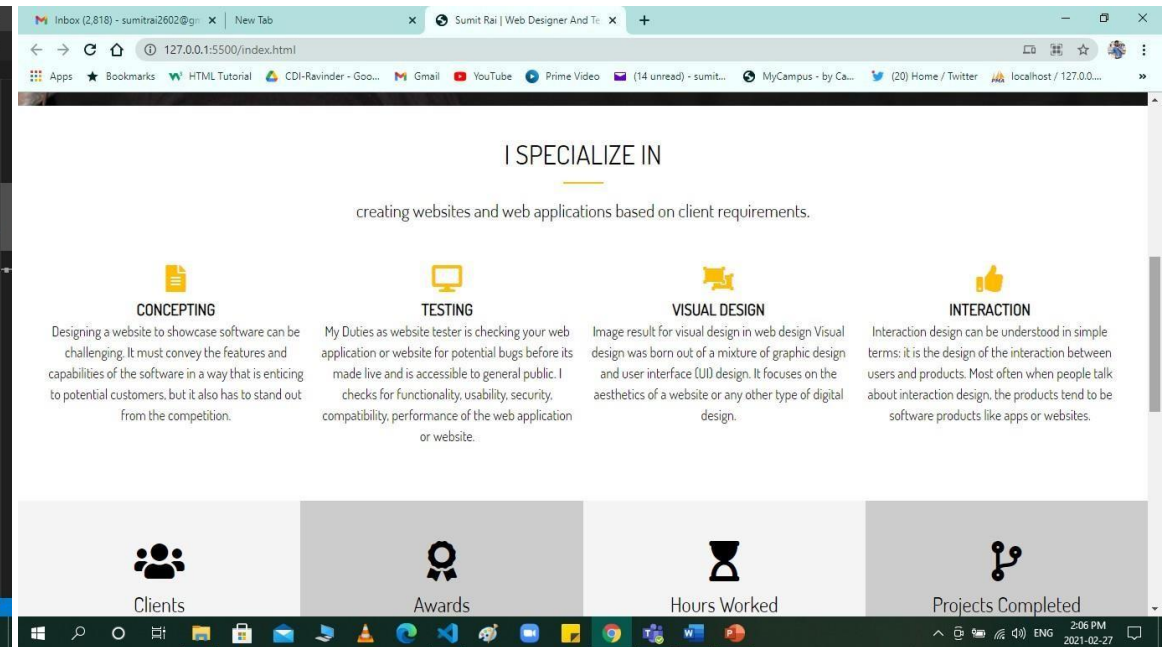 Inbox (2,818) - sumitrai2602@gm
New Tab
Sumit Rai | Web Designer And Te
127.0.0.1:5500/index.html
Apps
Bookmarks
HTML Tutorial
CDI-Ravinder - Goo...
Gmail
YouTube
Prime Video
(14 unread) - sumit...
MyCampus - by Ca...
(20) Home / Twitter
localhost / 127.0.0....
I SPECIALIZE IN
creating websites and web applications based on client requirements.
CONCEPTING
Designing a website to showcase software can be
challenging. It must convey the features and
capabilities of the software in a way that is enticing
to potential customers, but it also has to stand out
from the competition.
TESTING
My Duties as website tester is checking your web
application or website for potential bugs before its
made live and is accessible to general public. I
checks for functionality, usability, security,
compatibility, performance of the web application
or website.
VISUAL DESIGN
Image result for visual design in web design Visual
design was born out of a mixture of graphic design
and user interface (UI) design. It focuses on the
aesthetics of a website or any other type of digital
design.
INTERACTION
Interaction design can be understood in simple
terms: it is the design of the interaction between
users and products. Most often when people talk
about interaction design, the products tend to be
software products like apps or websites.
Clients
Awards
Hours Worked
Projects Completed
ENG
2:06 PM
2021-02-27